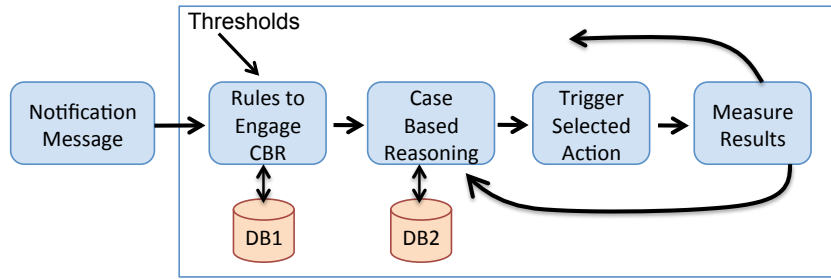 Thresholds
Notification
Message
Rules to
Engage
CBR
Case
Based
Reasoning
Trigger
Selected
Action
Measure
Results
DB1
DB2